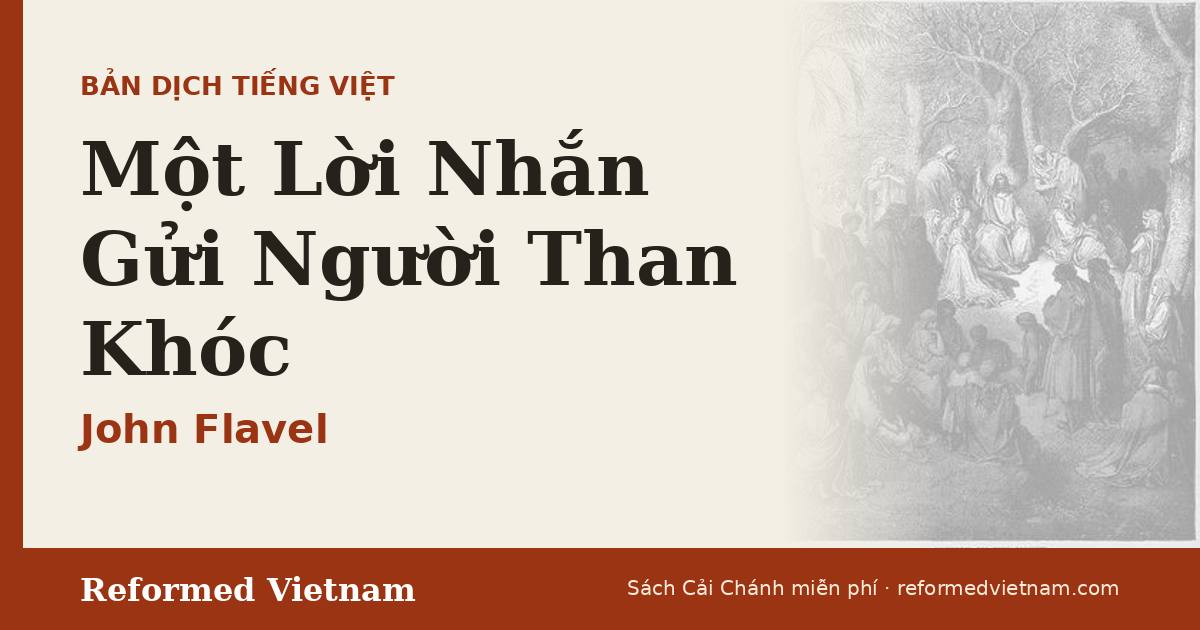 BẢN DỊCH TIẾNG VIỆT
Một Lời Nhắn
Gửi Người Than
Khóc
John Flavel
Reformed Vietnam
Sách Cải Chánh miễn phí · reformedvietnam.com